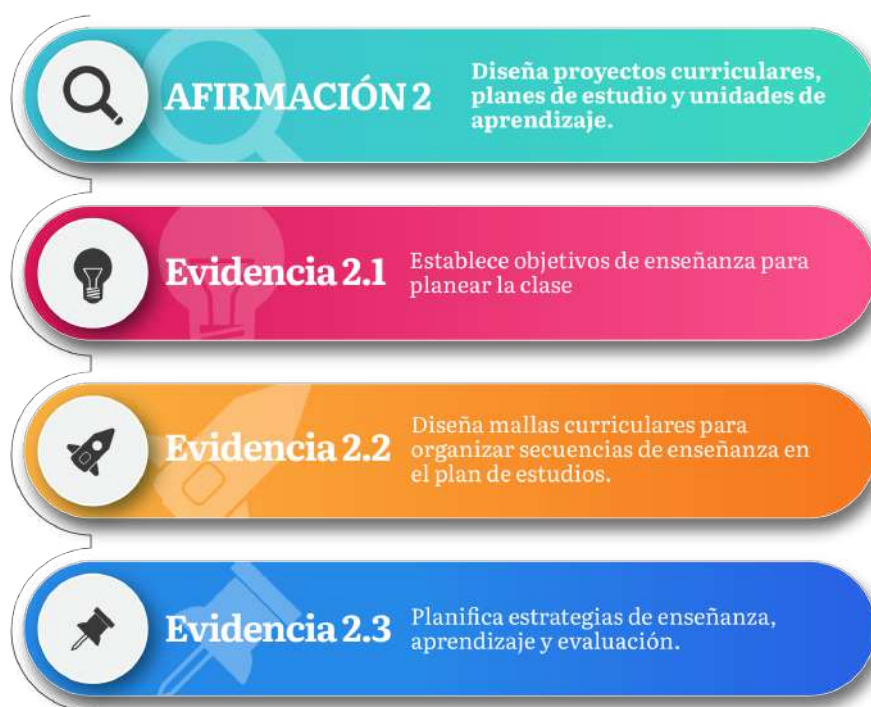 AFIRMACIÓN 2
Diseña proyectos curriculares,
planes de estudio y unidades de
aprendizaje.
Evidencia 2.1
Establece objetivos de enseñanza para
planear la clase
Evidencia 2.2
Diseña mallas curriculares para
organizar secuencias de enseñanza en
el plan de estudios.
Evidencia 2.3
Planifica estrategias de enseñanza,
aprendizaje y evaluación.